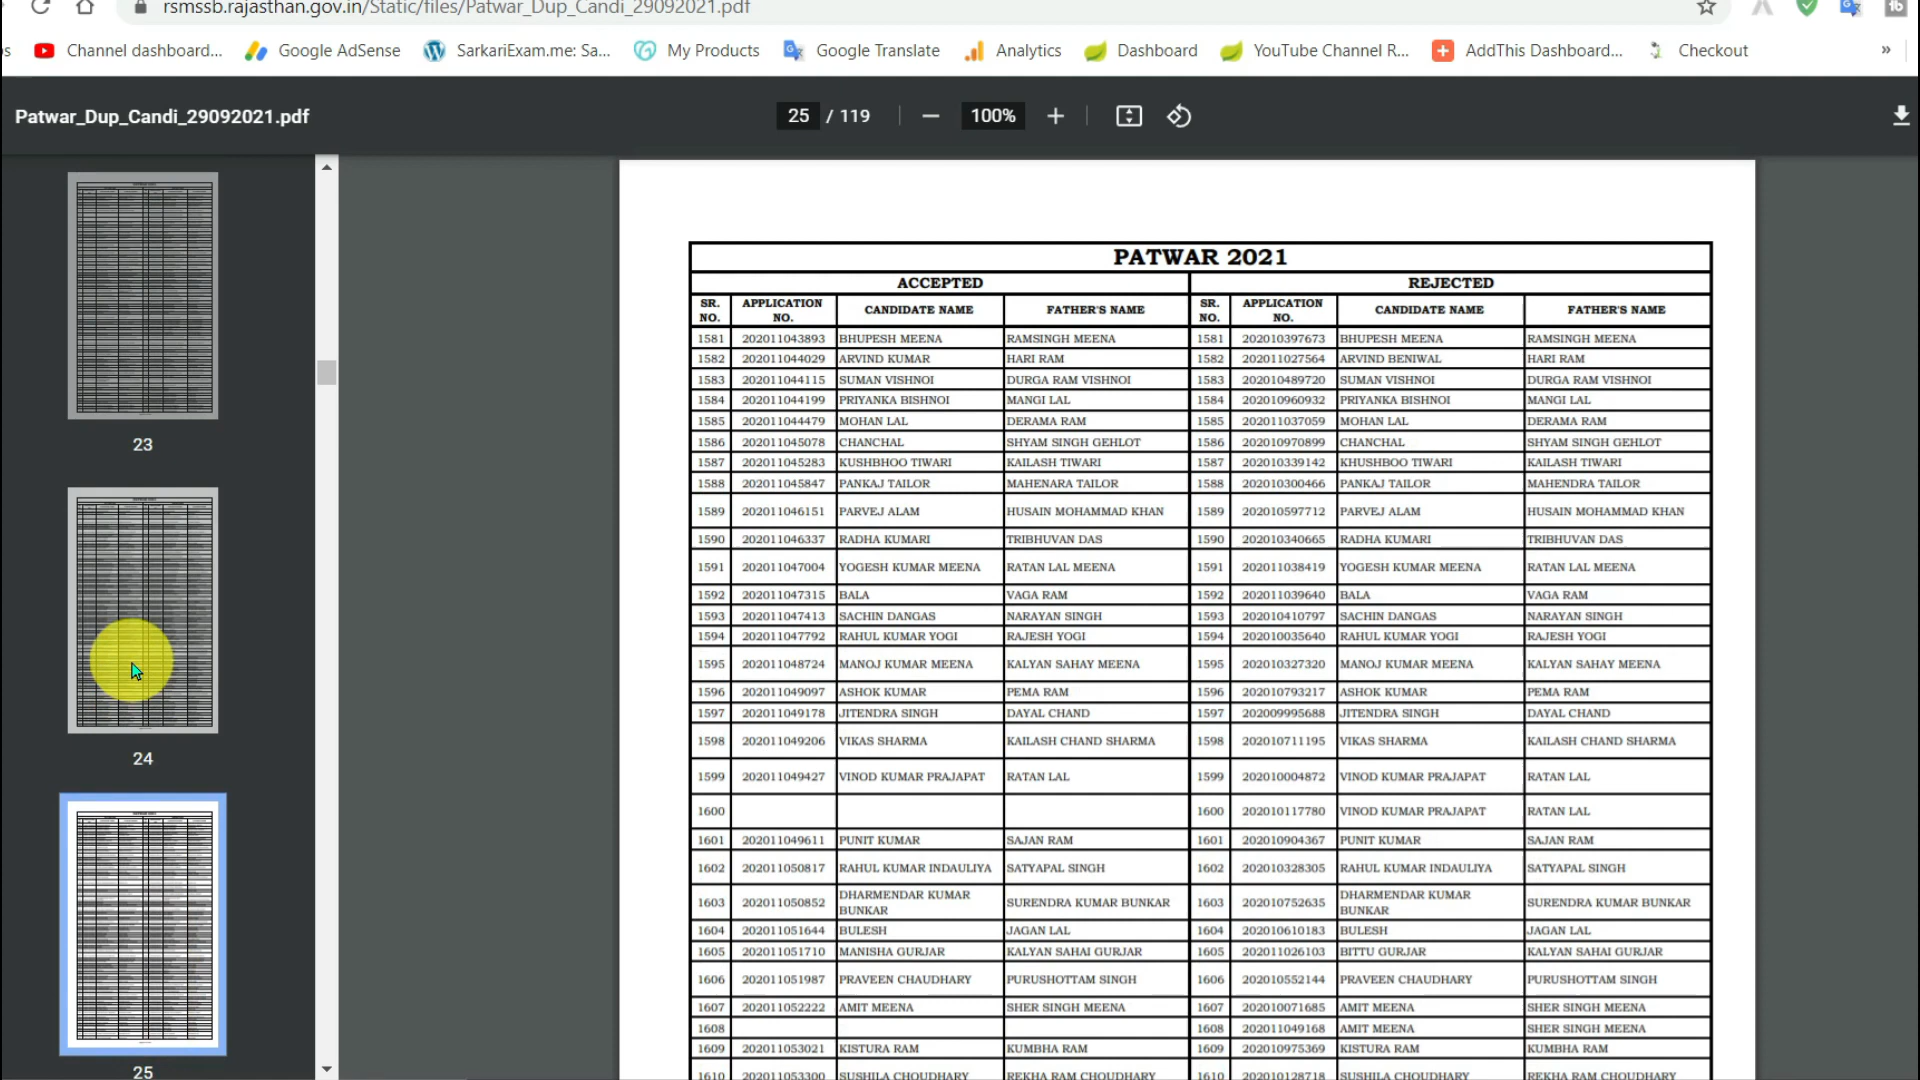 rsmssb.rajasthan.gov.in/Static/files/Patwar_Dup_Candi_29092021.pdf
Channel dashboard... Google AdSense SarkariExam.me: Sa... My Products Google Translate Analytics Dashboard YouTube Channel R... AddThis Dashboard... Checkout »
Patwar_Dup_Candi_29092021.pdf 25 / 119 — 100% +
23
24
25
PATWAR 2021
ACCEPTED REJECTED
SR. NO. APPLICATION NO. CANDIDATE NAME FATHER'S NAME SR. NO. APPLICATION NO. CANDIDATE NAME FATHER'S NAME
1581 202011043893 BHUPESH MEENA RAMSINGH MEENA 1581 202010397673 BHUPESH MEENA RAMSINGH MEENA
1582 202011044029 ARVIND KUMAR HARI RAM 1582 202011027564 ARVIND BENIWAL HARI RAM
1583 202011044115 SUMAN VISHNOI DURGA RAM VISHNOI 1583 202010489720 SUMAN VISHNOI DURGA RAM VISHNOI
1584 202011044199 PRIYANKA BISHNOI MANGI LAL 1584 202010960932 PRIYANKA BISHNOI MANGI LAL
1585 202011044479 MOHAN LAL DERAMA RAM 1585 202011037059 MOHAN LAL DERAMA RAM
1586 202011045078 CHANCHAL SHYAM SINGH GEHLOT 1586 202010970899 CHANCHAL SHYAM SINGH GEHLOT
1587 202011045283 KUSHBHOO TIWARI KAILASH TIWARI 1587 202010339142 KHUSHBOO TIWARI KAILASH TIWARI
1588 202011045847 PANKAJ TAILOR MAHENARA TAILOR 1588 202010300466 PANKAJ TAILOR MAHENDRA TAILOR
1589 202011046151 PARVEJ ALAM HUSAIN MOHAMMAD KHAN 1589 202010597712 PARVEJ ALAM HUSAIN MOHAMMAD KHAN
1590 202011046337 RADHA KUMARI TRIBHUVAN DAS 1590 202010340665 RADHA KUMARI TRIBHUVAN DAS
1591 202011047004 YOGESH KUMAR MEENA RATAN LAL MEENA 1591 202011038419 YOGESH KUMAR MEENA RATAN LAL MEENA
1592 202011047315 BALA VAGA RAM 1592 202011039640 BALA VAGA RAM
1593 202011047413 SACHIN DANGAS NARAYAN SINGH 1593 202010410797 SACHIN DANGAS NARAYAN SINGH
1594 202011047792 RAHUL KUMAR YOGI RAJESH YOGI 1594 202010035640 RAHUL KUMAR YOGI RAJESH YOGI
1595 202011048724 MANOJ KUMAR MEENA KALYAN SAHAY MEENA 1595 202010327320 MANOJ KUMAR MEENA KALYAN SAHAY MEENA
1596 202011049097 ASHOK KUMAR PEMA RAM 1596 202010793217 ASHOK KUMAR PEMA RAM
1597 202011049178 JITENDRA SINGH DAYAL CHAND 1597 202009995688 JITENDRA SINGH DAYAL CHAND
1598 202011049206 VIKAS SHARMA KAILASH CHAND SHARMA 1598 202010711195 VIKAS SHARMA KAILASH CHAND SHARMA
1599 202011049427 VINOD KUMAR PRAJAPAT RATAN LAL 1599 202010004872 VINOD KUMAR PRAJAPAT RATAN LAL
1600 1600 202010117780 VINOD KUMAR PRAJAPAT RATAN LAL
1601 202011049611 PUNIT KUMAR SAJAN RAM 1601 202010904367 PUNIT KUMAR SAJAN RAM
1602 202011050817 RAHUL KUMAR INDAULIYA SATYAPAL SINGH 1602 202010328305 RAHUL KUMAR INDAULIYA SATYAPAL SINGH
1603 202011050852 DHARMENDAR KUMAR BUNKAR SURENDRA KUMAR BUNKAR 1603 202010752635 DHARMENDAR KUMAR BUNKAR SURENDRA KUMAR BUNKAR
1604 202011051644 BULESH JAGAN LAL 1604 202010610183 BULESH JAGAN LAL
1605 202011051710 MANISHA GURJAR KALYAN SAHAI GURJAR 1605 202011026103 BITTU GURJAR KALYAN SAHAI GURJAR
1606 202011051987 PRAVEEN CHAUDHARY PURUSHOTTAM SINGH 1606 202010552144 PRAVEEN CHAUDHARY PURUSHOTTAM SINGH
1607 202011052222 AMIT MEENA SHER SINGH MEENA 1607 202010071685 AMIT MEENA SHER SINGH MEENA
1608 1608 202011049168 AMIT MEENA SHER SINGH MEENA
1609 202011053021 KISTURA RAM KUMBHA RAM 1609 202010975369 KISTURA RAM KUMBHA RAM
1610 202011053300 SUSHILA CHOUDHARY REKHA RAM CHOUDHARY 1610 202010128718 SUSHILA CHOUDHARY REKHA RAM CHOUDHARY